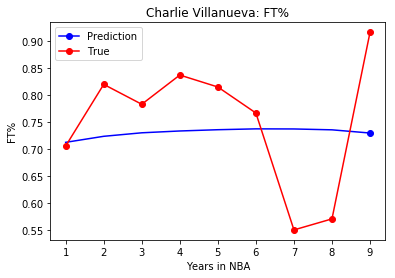 Charlie Villanueva: FT%
Prediction
True
0.90
0.85
0.80
0.75
0.70
0.65
0.60
0.55
FT%
1 2 3 4 5 6 7 8 9
Years in NBA